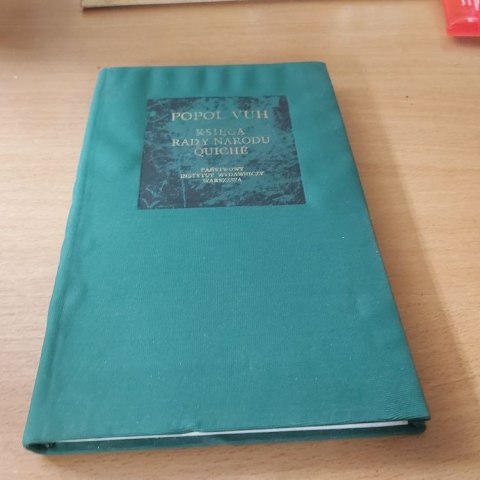 POPOL VUH
KSIĘGA
RADY NARODU
QUICHÉ
PAŃSTWOWY
INSTYTUT WYDAWNICZY
WARSZAWA